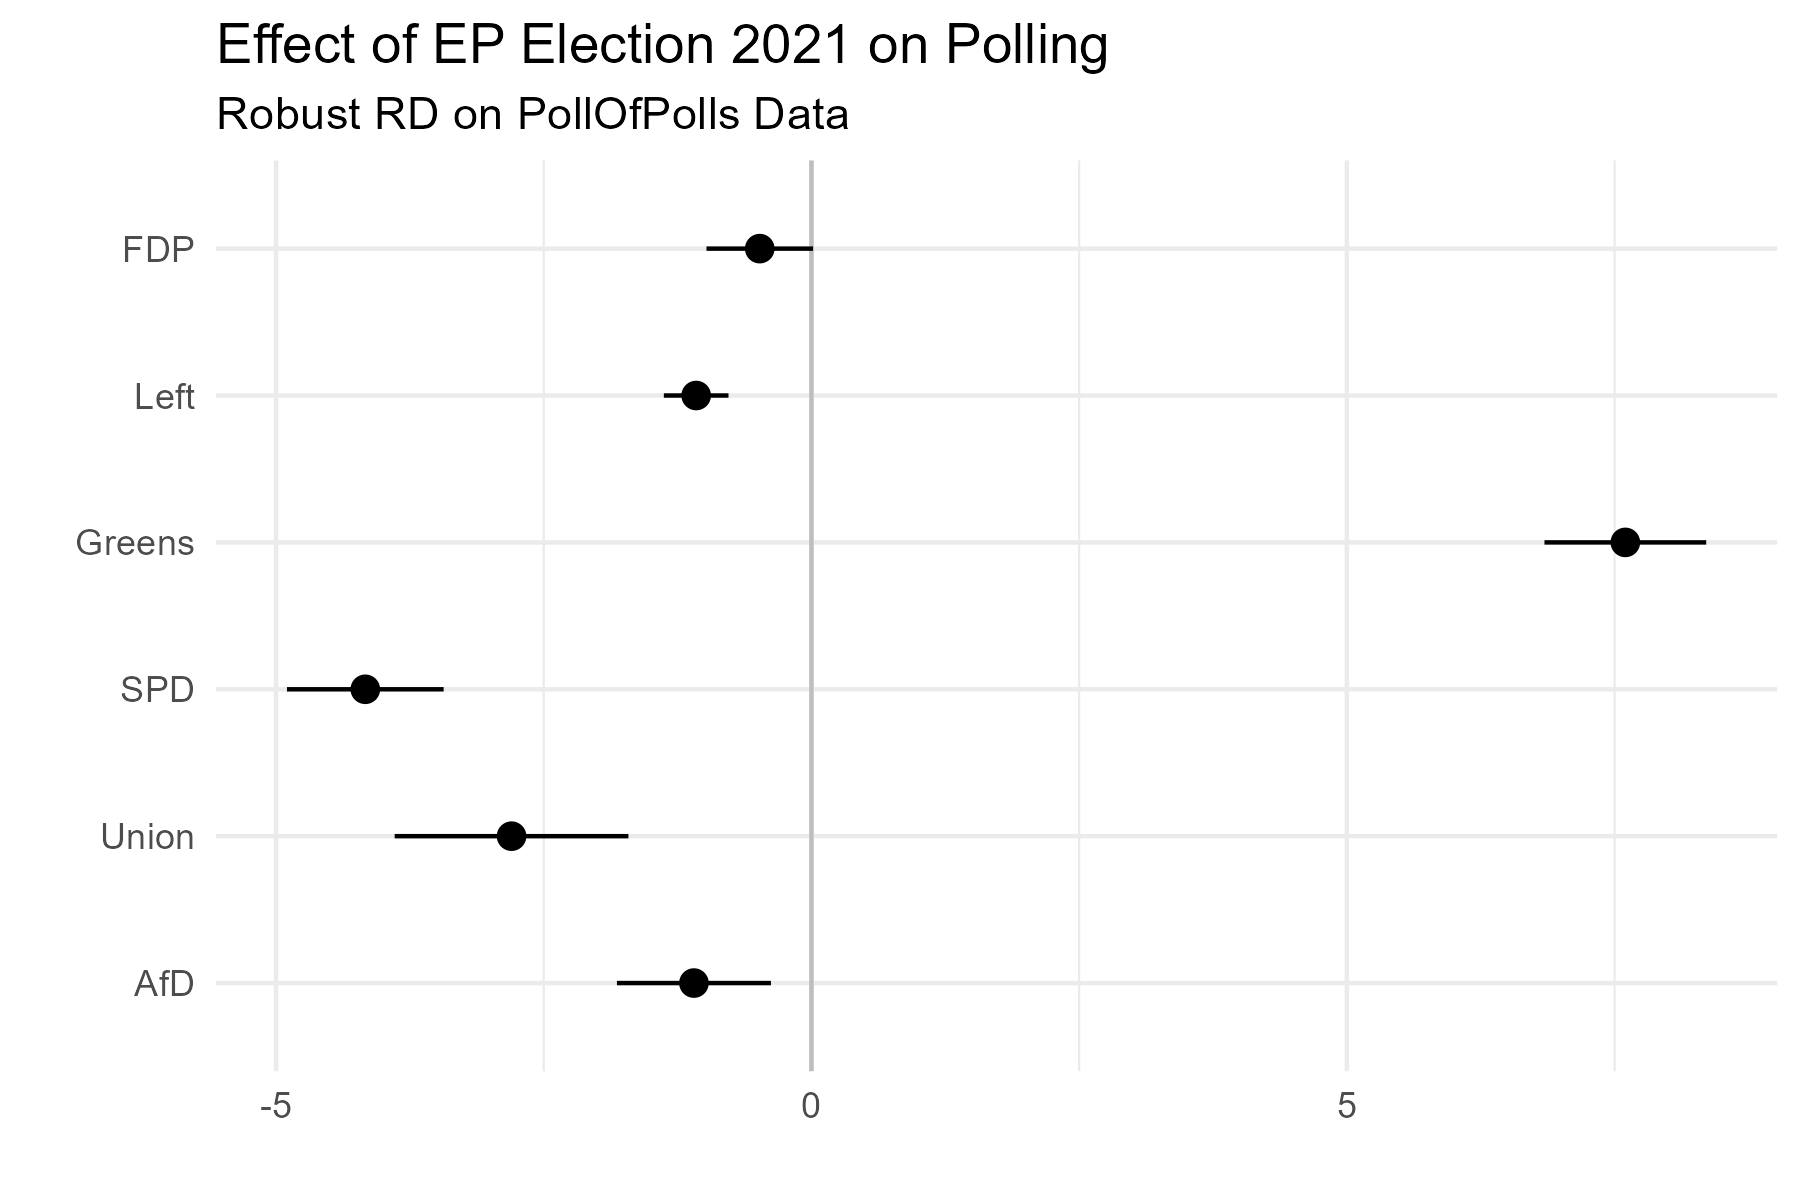 Effect of EP Election 2021 on Polling
Robust RD on PollOfPolls Data
FDP
Left
Greens
SPD
Union
AfD
-5 0 5